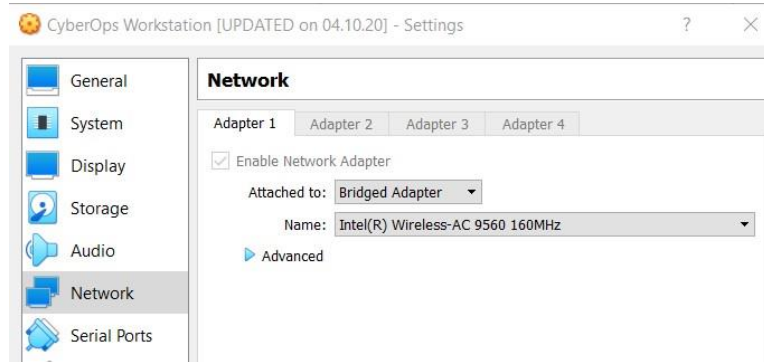 CyberOps Workstation [UPDATED on 04.10.20] - Settings ?
General
System
Display
Storage
Audio
Network
Serial Ports
Network
Adapter 1 Adapter 2 Adapter 3 Adapter 4
Enable Network Adapter
Attached to: Bridged Adapter
Name: Intel(R) Wireless-AC 9560 160MHz
Advanced